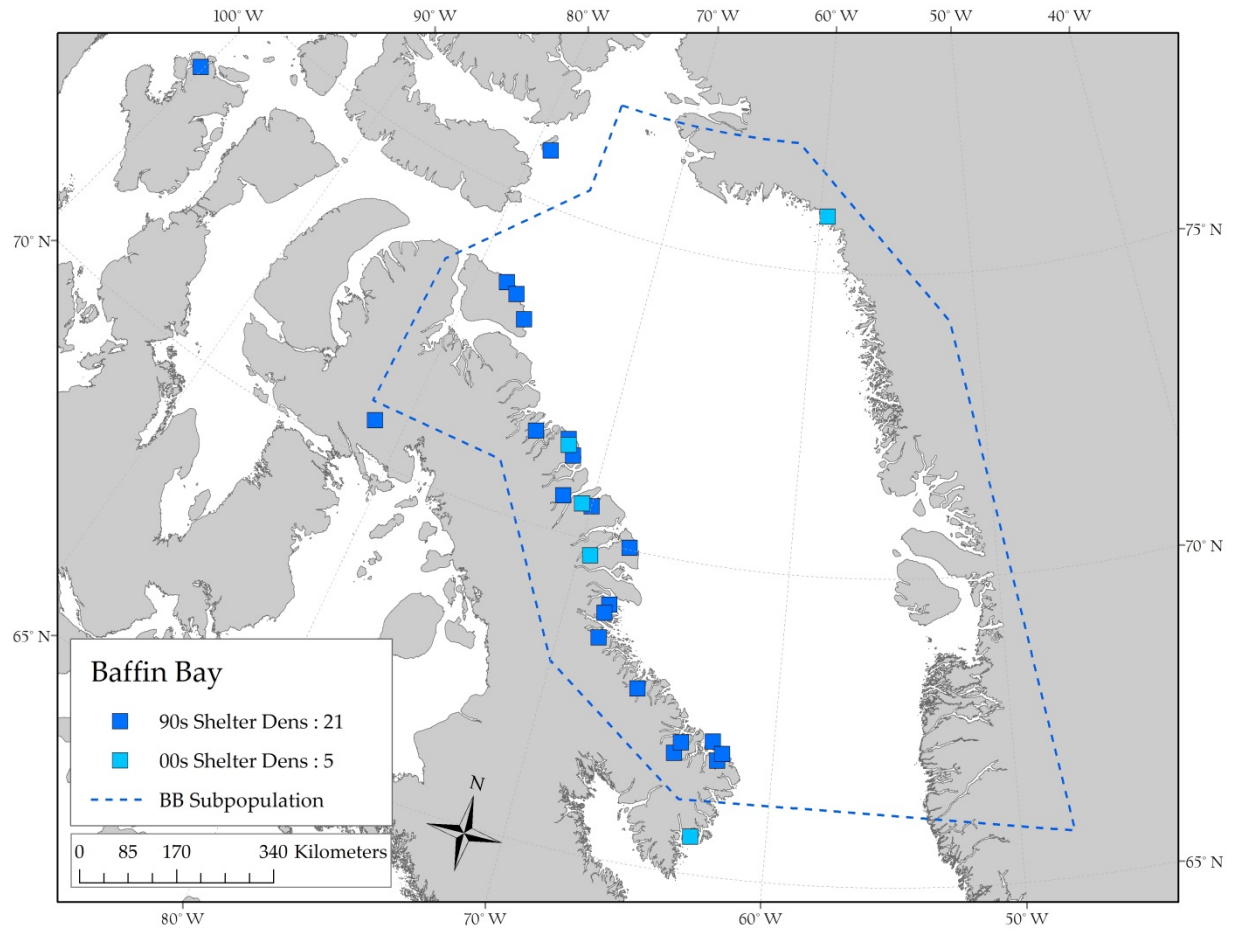 100° W 90° W 80° W 70° W 60° W 50° W 40° W
70° N
75° N
70° N
65° N
65° N
Baffin Bay
90s Shelter Dens : 21
00s Shelter Dens : 5
BB Subpopulation
N
0 85 170 340 Kilometers
80° W 70° W 60° W 50° W